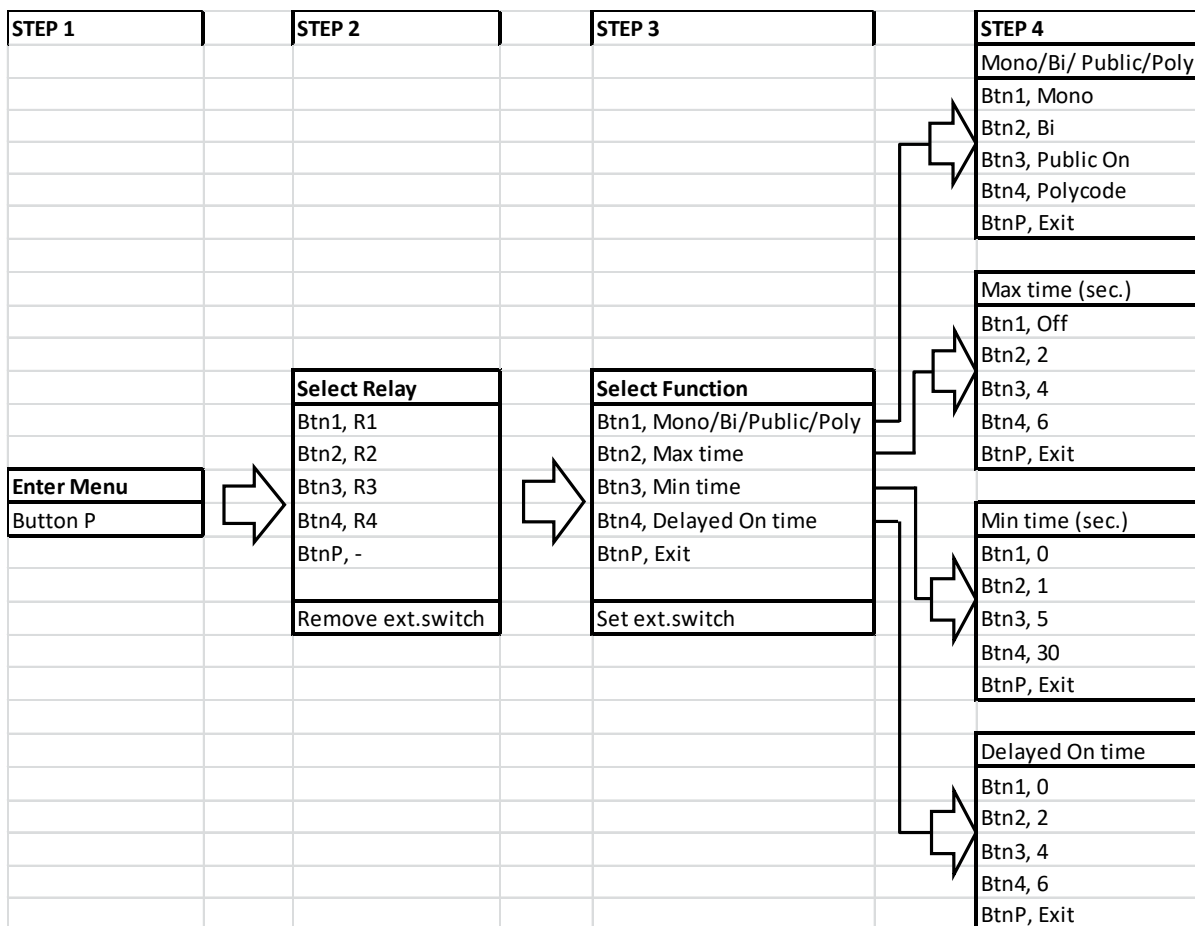 STEP 1
STEP 2
STEP 3
STEP 4
Enter Menu
Button P
Select Relay
Btn1, R1
Btn2, R2
Btn3, R3
Btn4, R4
BtnP, -
Remove ext.switch
Select Function
Btn1, Mono/Bi/Public/Poly
Btn2, Max time
Btn3, Min time
Btn4, Delayed On time
BtnP, Exit
Set ext.switch
Mono/Bi/ Public/Poly
Btn1, Mono
Btn2, Bi
Btn3, Public On
Btn4, Polycode
BtnP, Exit
Max time (sec.)
Btn1, Off
Btn2, 2
Btn3, 4
Btn4, 6
BtnP, Exit
Min time (sec.)
Btn1, 0
Btn2, 1
Btn3, 5
Btn4, 30
BtnP, Exit
Delayed On time
Btn1, 0
Btn2, 2
Btn3, 4
Btn4, 6
BtnP, Exit